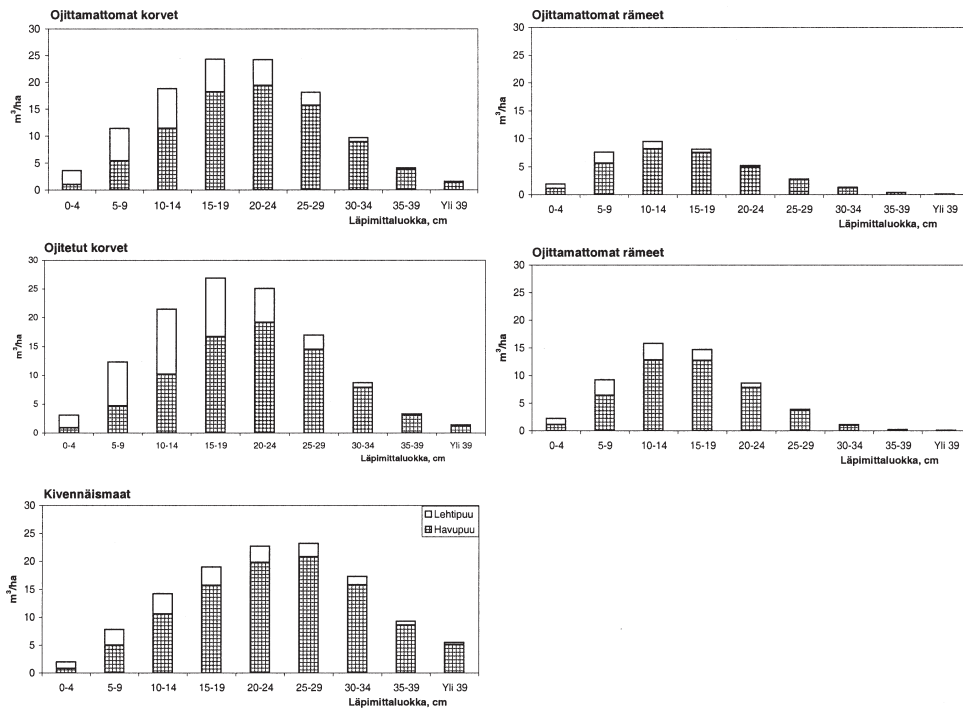 Ojittamattomat korvet
30
25
20
15
10
5
0
m³/ha
0-4 5-9 10-14 15-19 20-24 25-29 30-34 35-39 Yli 39
Läpimittaluokka, cm
Ojittamattomat rämeet
30
25
20
15
10
5
0
m³/ha
0-4 5-9 10-14 15-19 20-24 25-29 30-34 35-39 Yli 39
Läpimittaluokka, cm
Ojitetut korvet
30
25
20
15
10
5
0
m³/ha
0-4 5-9 10-14 15-19 20-24 25-29 30-34 35-39 Yli 39
Läpimittaluokka, cm
Ojittamattomat rämeet
30
25
20
15
10
5
0
m³/ha
0-4 5-9 10-14 15-19 20-24 25-29 30-34 35-39 Yli 39
Läpimittaluokka, cm
Kivennäismaat
30
25
20
15
10
5
0
m³/ha
Lehtipuu
Havupuu
0-4 5-9 10-14 15-19 20-24 25-29 30-34 35-39 Yli 39
Läpimittaluokka, cm